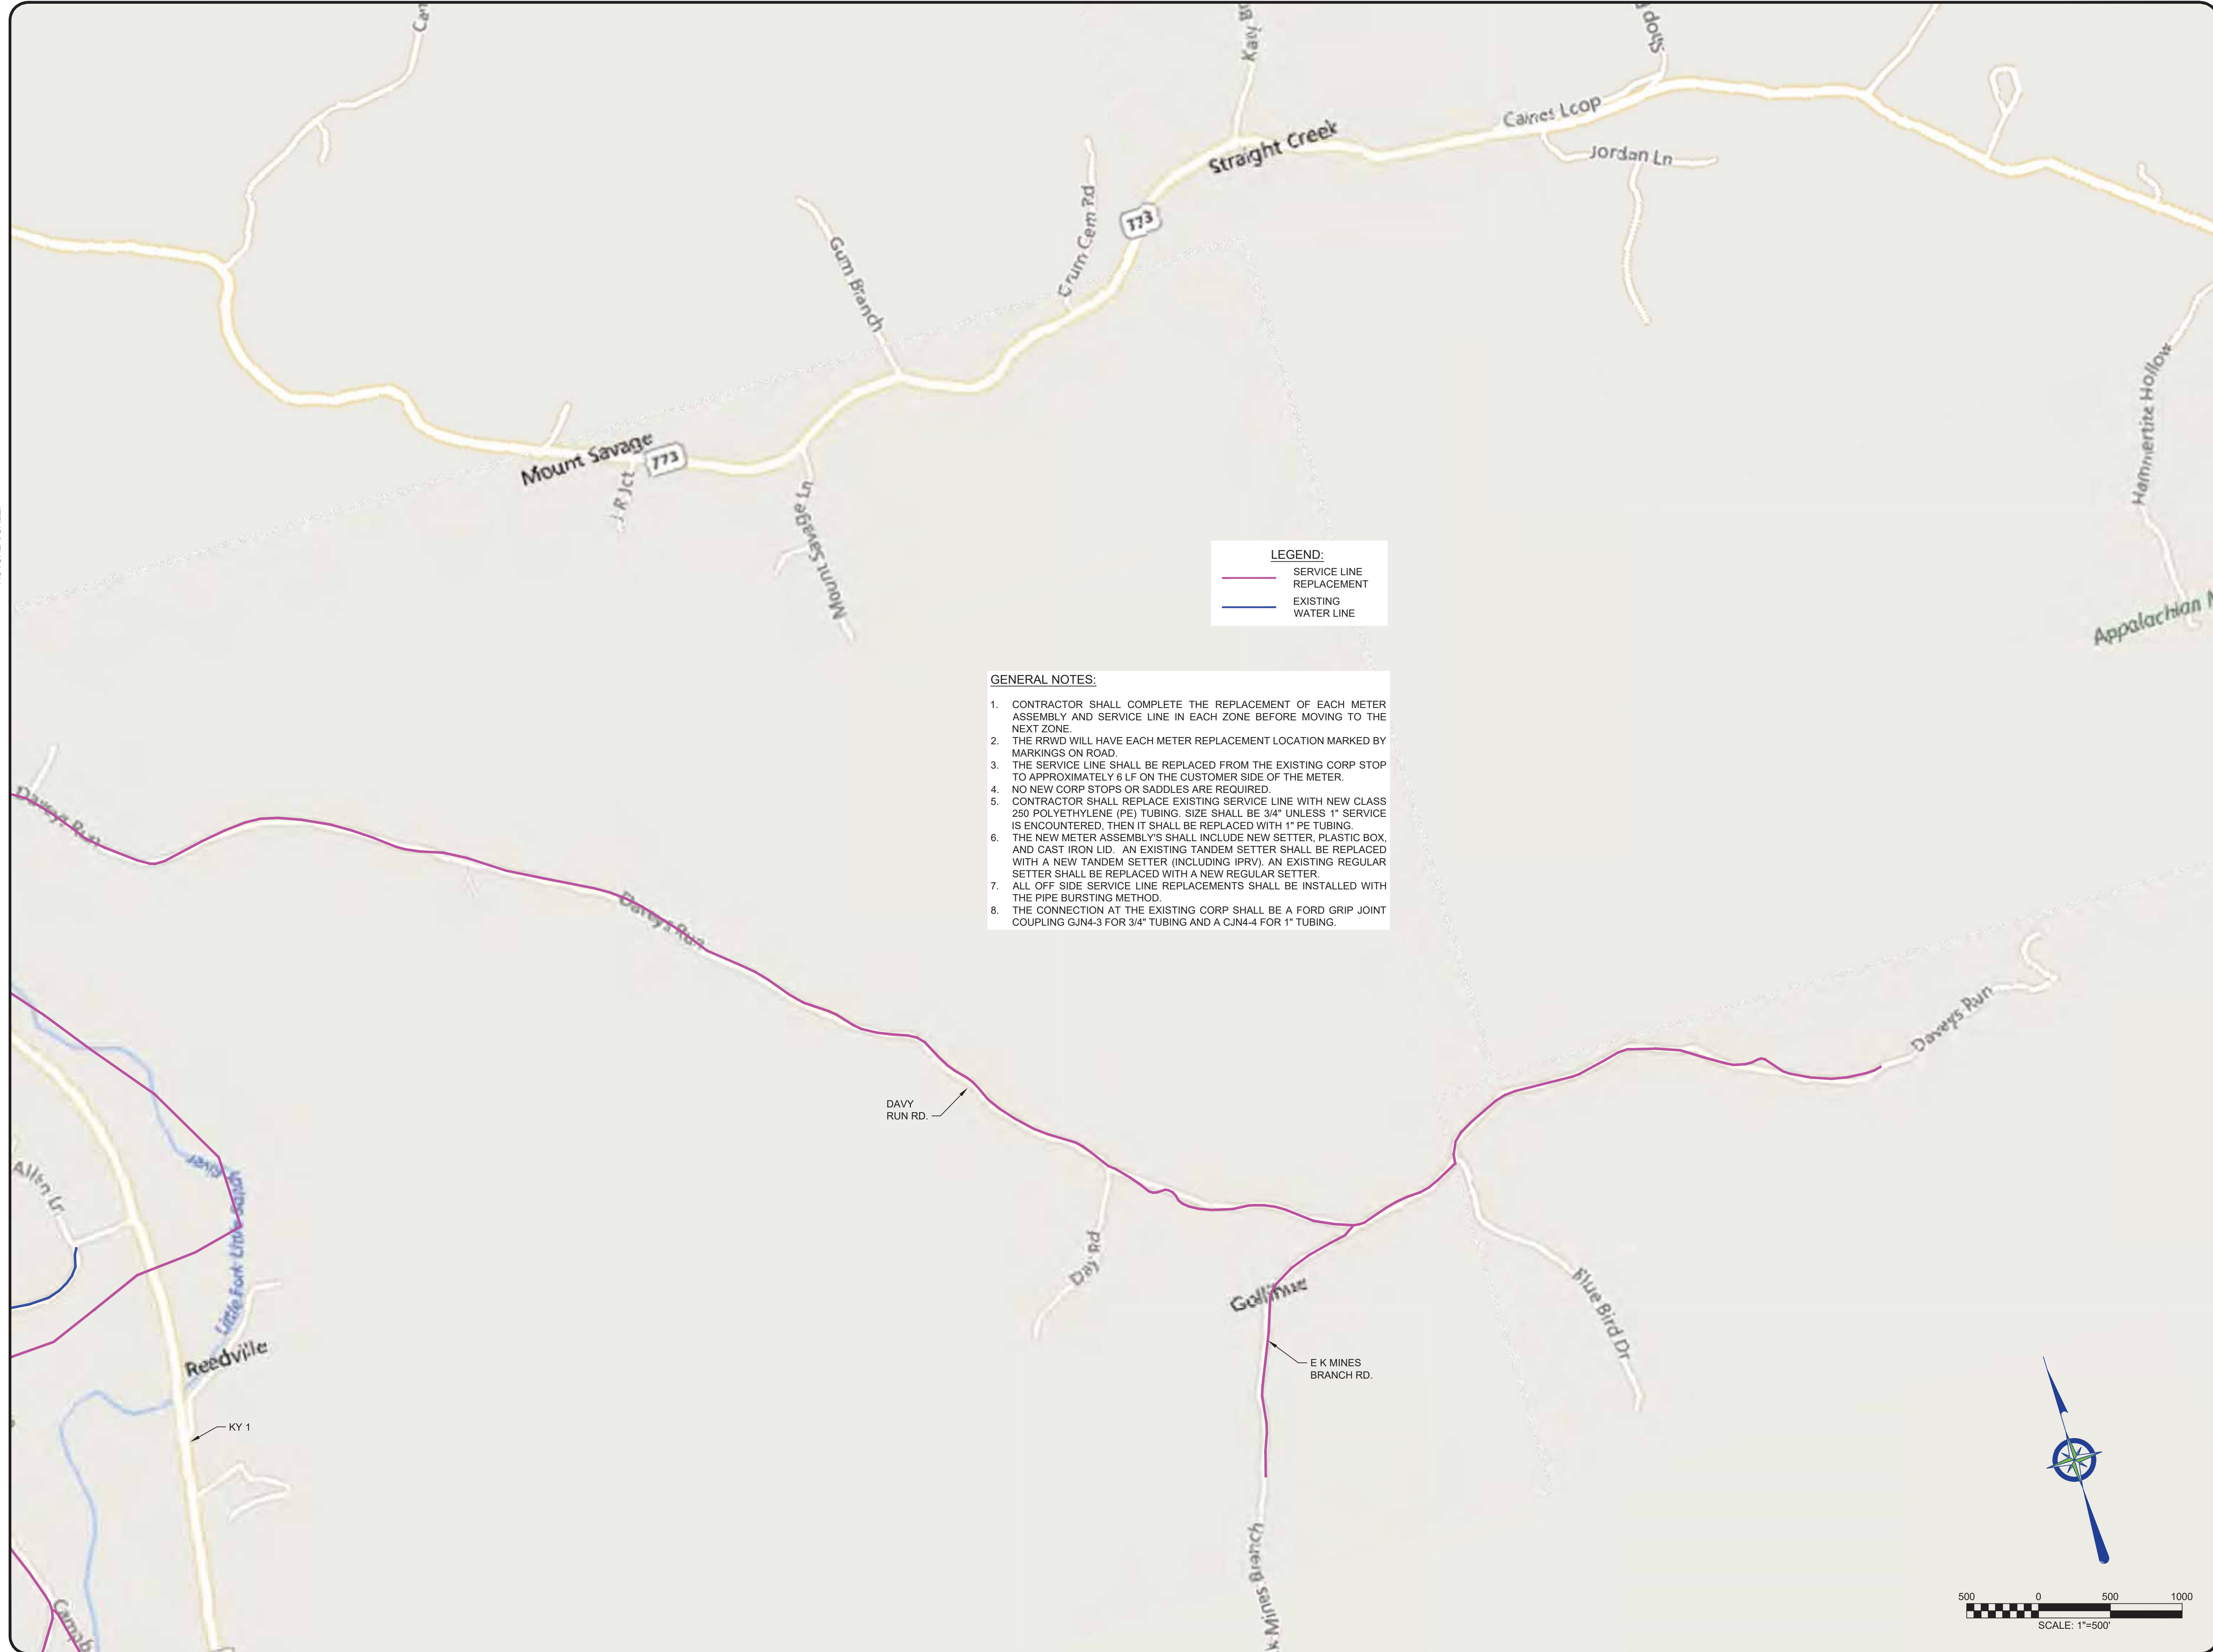 Straight Creek
Caines Loop
Jordan Ln
773
Gum Branch
Crum Cem Rd
Mount Savage
773
J R Jct
Mount Savage Ln
Hammertite Hollow
Appalachian
LEGEND:
SERVICE LINE
REPLACEMENT
EXISTING
WATER LINE
GENERAL NOTES:
1. CONTRACTOR SHALL COMPLETE THE REPLACEMENT OF EACH METER
ASSEMBLY AND SERVICE LINE IN EACH ZONE BEFORE MOVING TO THE
NEXT ZONE.
2. THE RRWD WILL HAVE EACH METER REPLACEMENT LOCATION MARKED BY
MARKINGS ON ROAD.
3. THE SERVICE LINE SHALL BE REPLACED FROM THE EXISTING CORP STOP
TO APPROXIMATELY 6 LF ON THE CUSTOMER SIDE OF THE METER.
4. NO NEW CORP STOPS OR SADDLES ARE REQUIRED.
5. CONTRACTOR SHALL REPLACE EXISTING SERVICE LINE WITH NEW CLASS
250 POLYETHYLENE (PE) TUBING. SIZE SHALL BE 3/4" UNLESS 1" SERVICE
IS ENCOUNTERED, THEN IT SHALL BE REPLACED WITH 1" PE TUBING.
6. THE NEW METER ASSEMBLY'S SHALL INCLUDE NEW SETTER, PLASTIC BOX,
AND CAST IRON LID. AN EXISTING TANDEM SETTER SHALL BE REPLACED
WITH A NEW TANDEM SETTER (INCLUDING IPRV). AN EXISTING REGULAR
SETTER SHALL BE REPLACED WITH A NEW REGULAR SETTER.
7. ALL OFF SIDE SERVICE LINE REPLACEMENTS SHALL BE INSTALLED WITH
THE PIPE BURSTING METHOD.
8. THE CONNECTION AT THE EXISTING CORP SHALL BE A FORD GRIP JOINT
COUPLING GJN4-3 FOR 3/4" TUBING AND A CJN4-4 FOR 1" TUBING.
Daveys Run
Daveys Run
Daveys Run
DAVY
RUN RD.
Allen Ln
Little Fork Little Sandy River
Day Rd
Gollihue
Blue Bird Dr
Reedville
E K MINES
BRANCH RD.
KY 1
K Mines Branch
500 0 500 1000
SCALE: 1"=500'